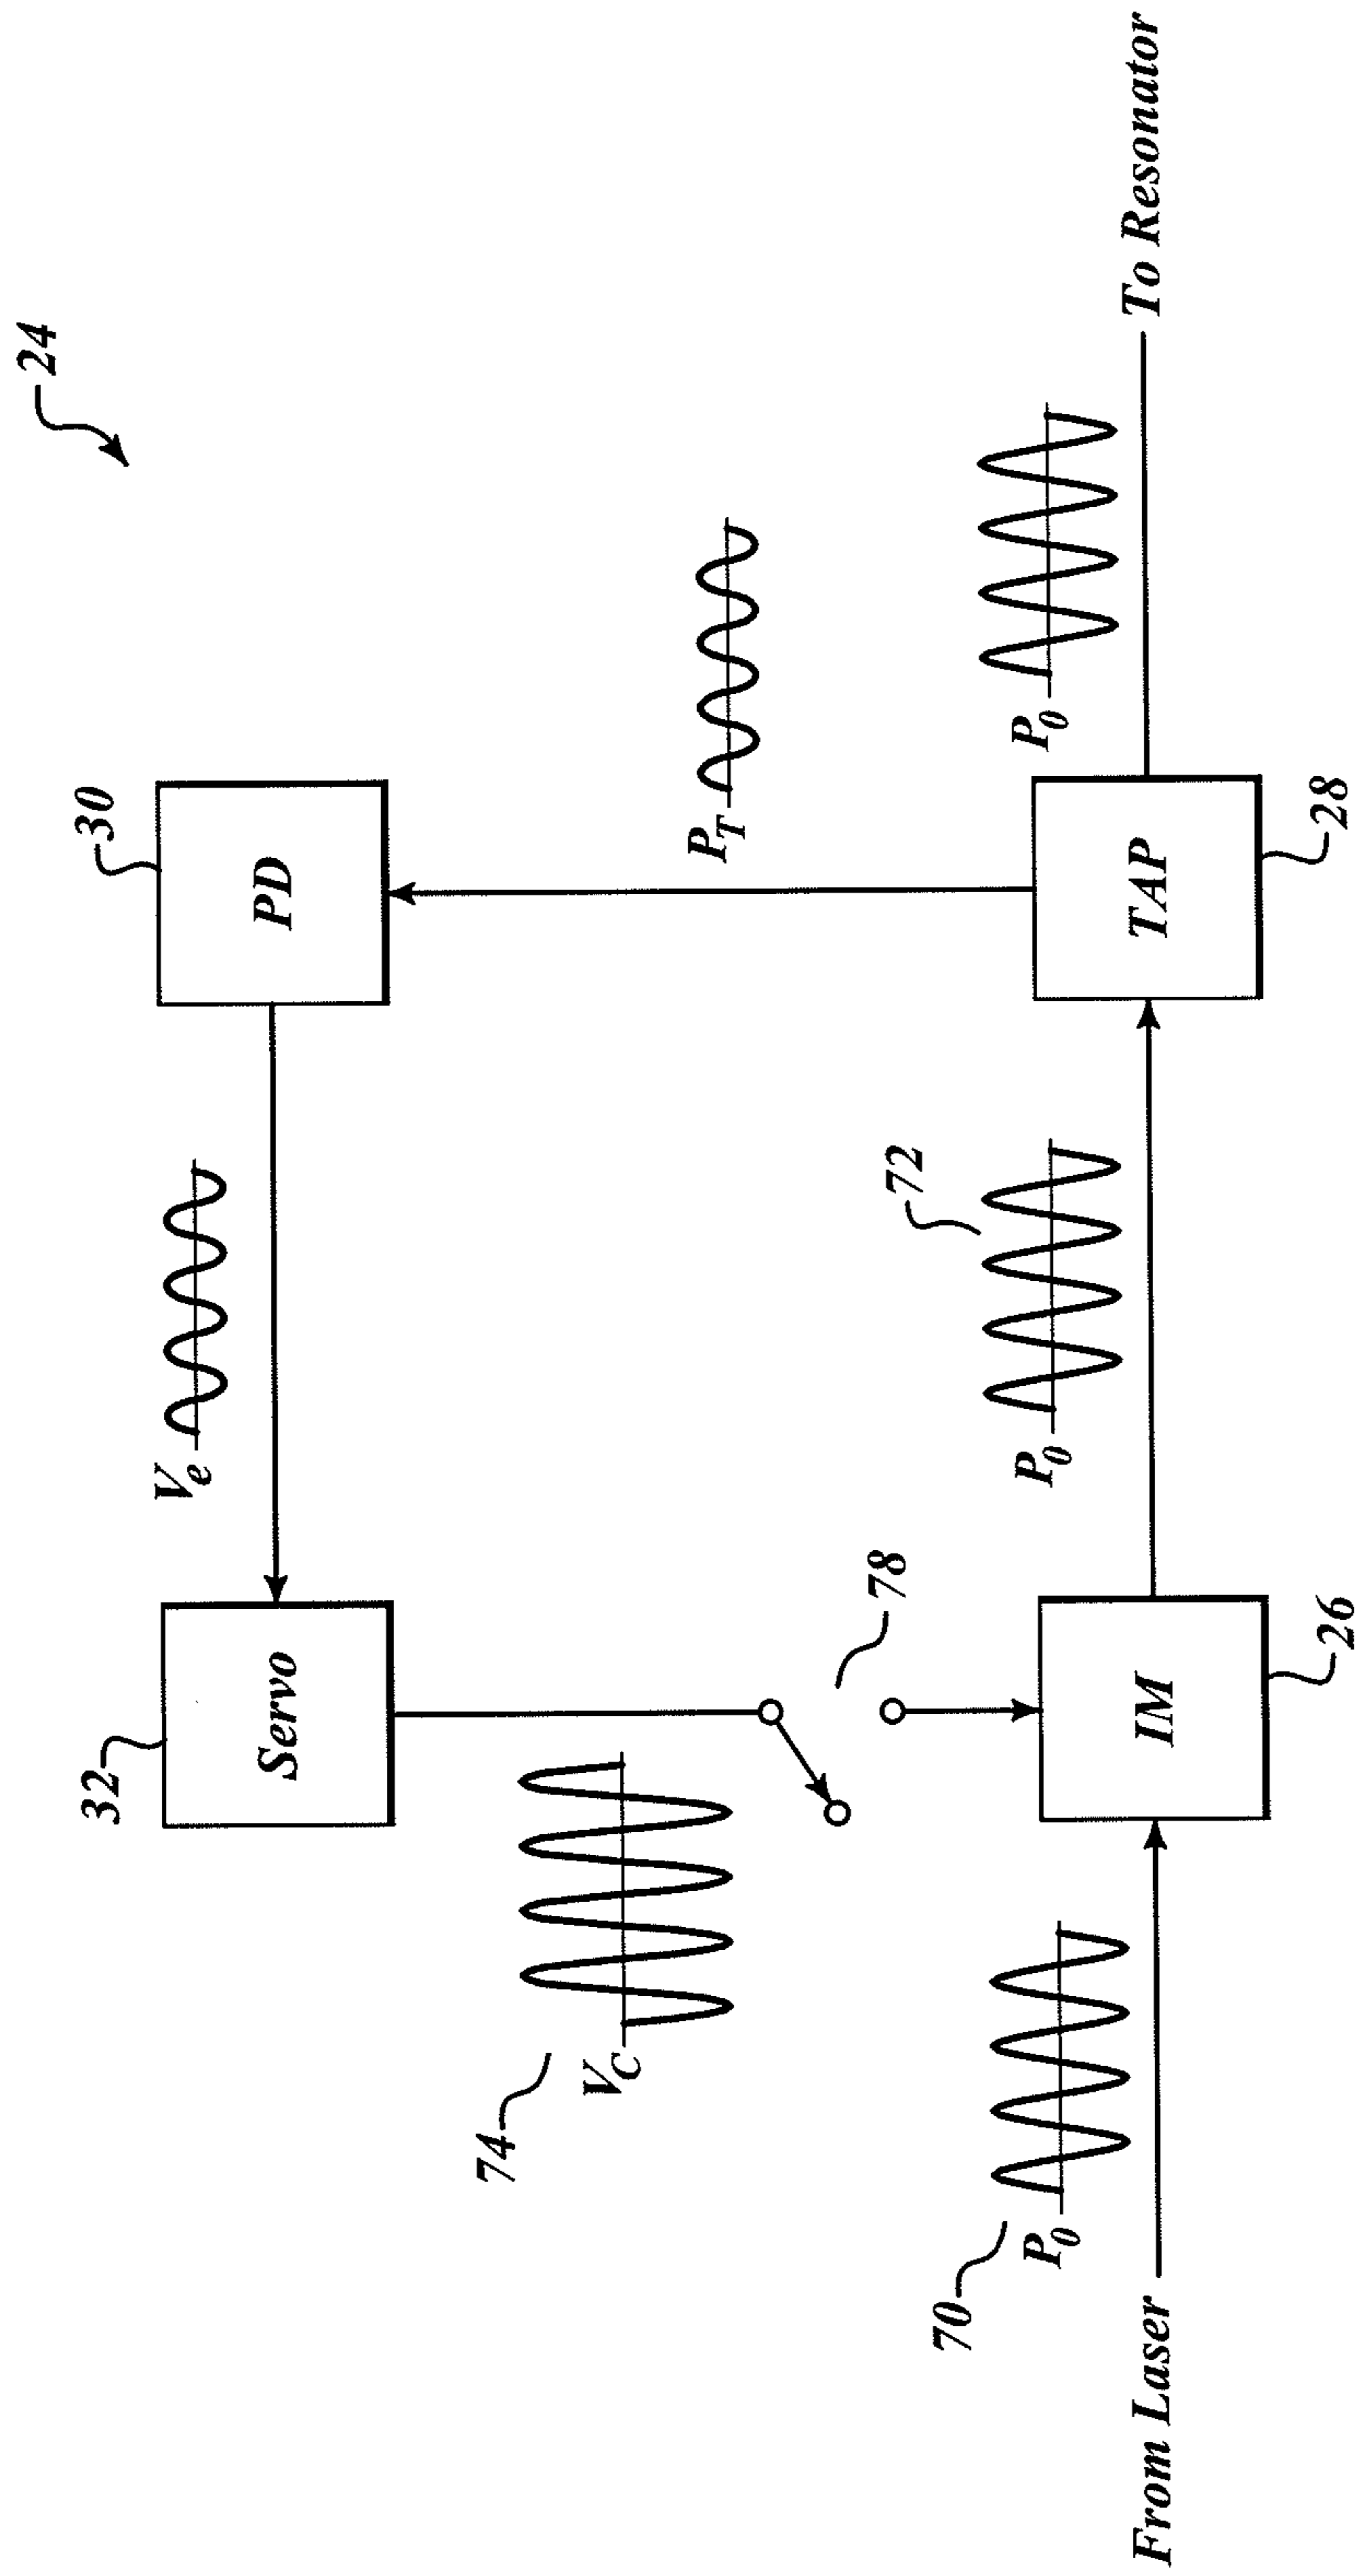 24
32
Servo
V_e
30
PD
74
V_C
78
P_T
70
P_0
72
P_0
P_0
From Laser
IM
26
TAP
28
To Resonator